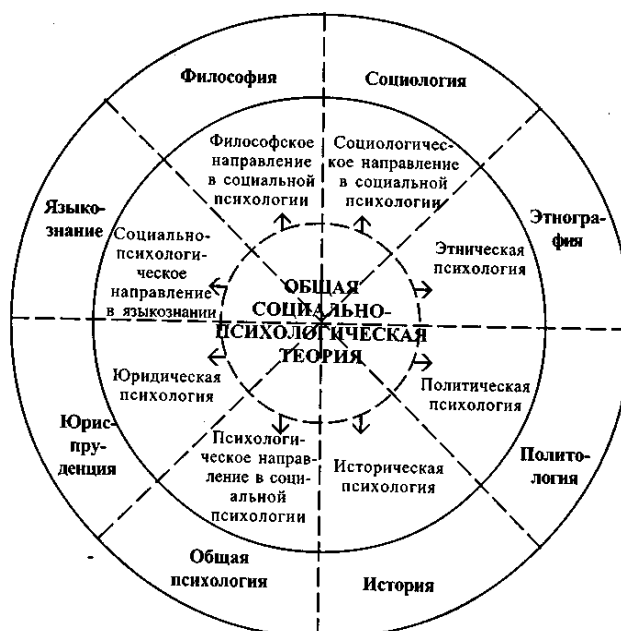 Философия
Социология
Этногра-
фия
Полито-
логия
История
Общая
психология
Юрис-
пру-
денция
Языко-
знание
Философское
направление
в социальной
психологии
Социологичес-
кое направление
в социальной
психологии
Этническая
психология
Политическая
психология
Историческая
психология
Психологи-
ческое направ-
ление в соци-
альной
психологии
Юридическая
психология
Социально-
психологи-
ческое
направление
в языкознании
ОБЩАЯ
СОЦИАЛЬНО-
ПСИХОЛОГИЧЕСКАЯ
ТЕОРИЯ